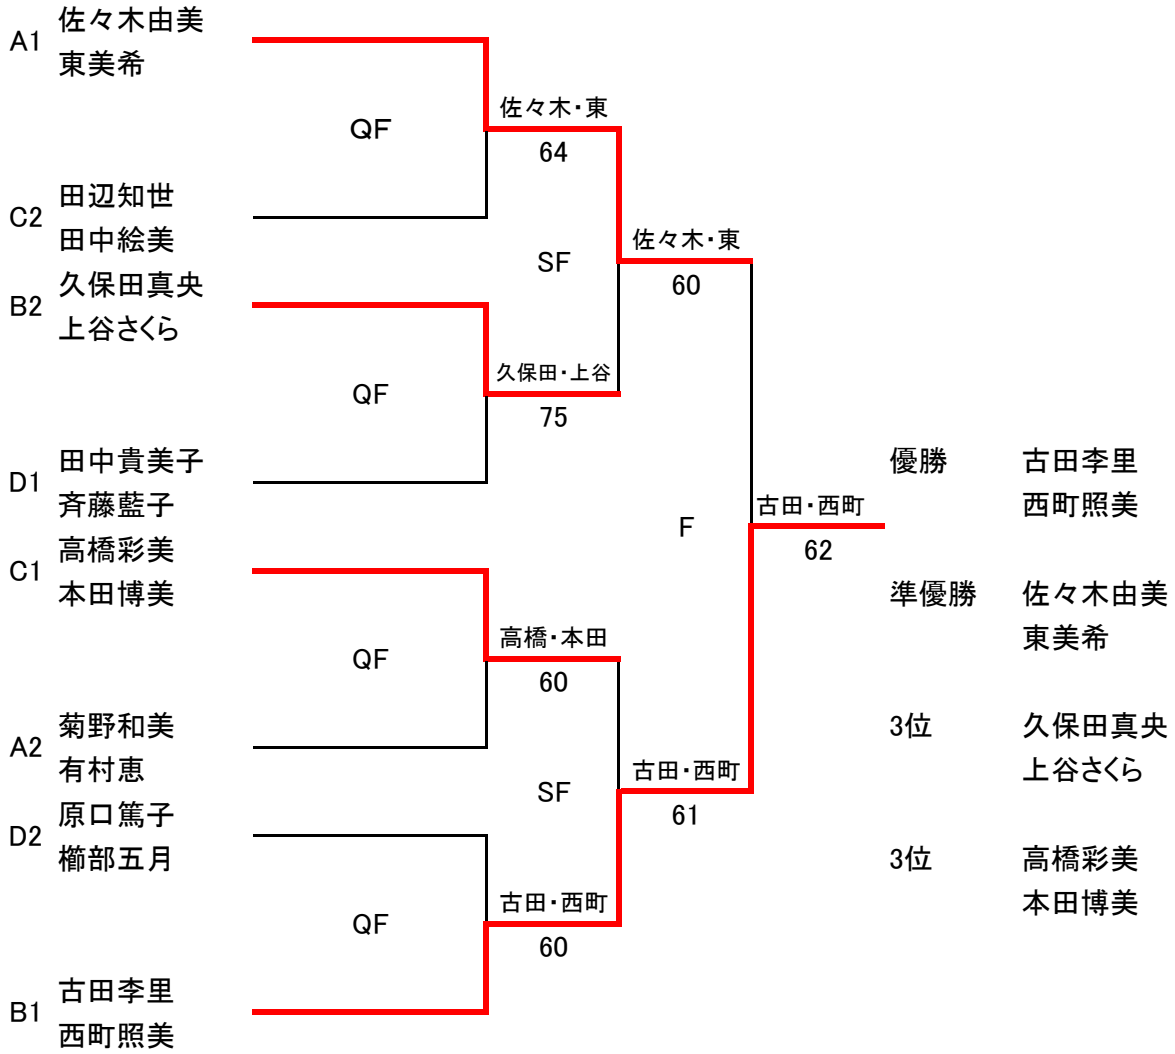 A1
佐々木由美
東美希
QF
佐々木・東
64
C2
田辺知世
田中絵美
SF
佐々木・東
60
B2
久保田真央
上谷さくら
QF
久保田・上谷
75
D1
田中貴美子
斉藤藍子
F
古田・西町
62
C1
高橋彩美
本田博美
QF
高橋・本田
60
A2
菊野和美
有村恵
SF
古田・西町
61
D2
原口篤子
櫛部五月
QF
古田・西町
60
B1
古田李里
西町照美
優勝 古田李里
西町照美
準優勝 佐々木由美
東美希
3位 久保田真央
上谷さくら
3位 高橋彩美
本田博美